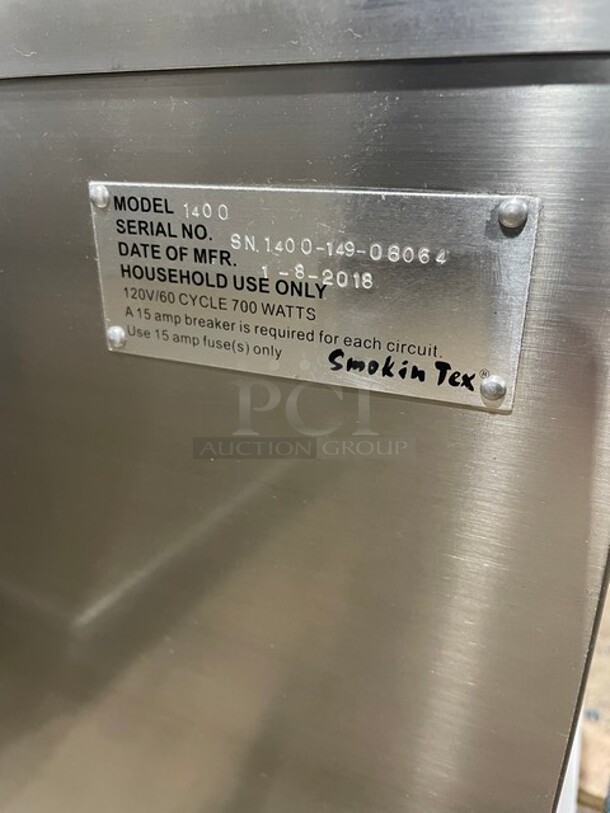 MODEL 1400
SERIAL NO. SN.1400-149-08064
DATE OF MFR. 1-8-2018
HOUSEHOLD USE ONLY
120V/60 CYCLE 700 WATTS
A 15 amp breaker is required for each circuit.
Use 15 amp fuse(s) only
Smokin Tex®
PCI
AUCTION GROUP